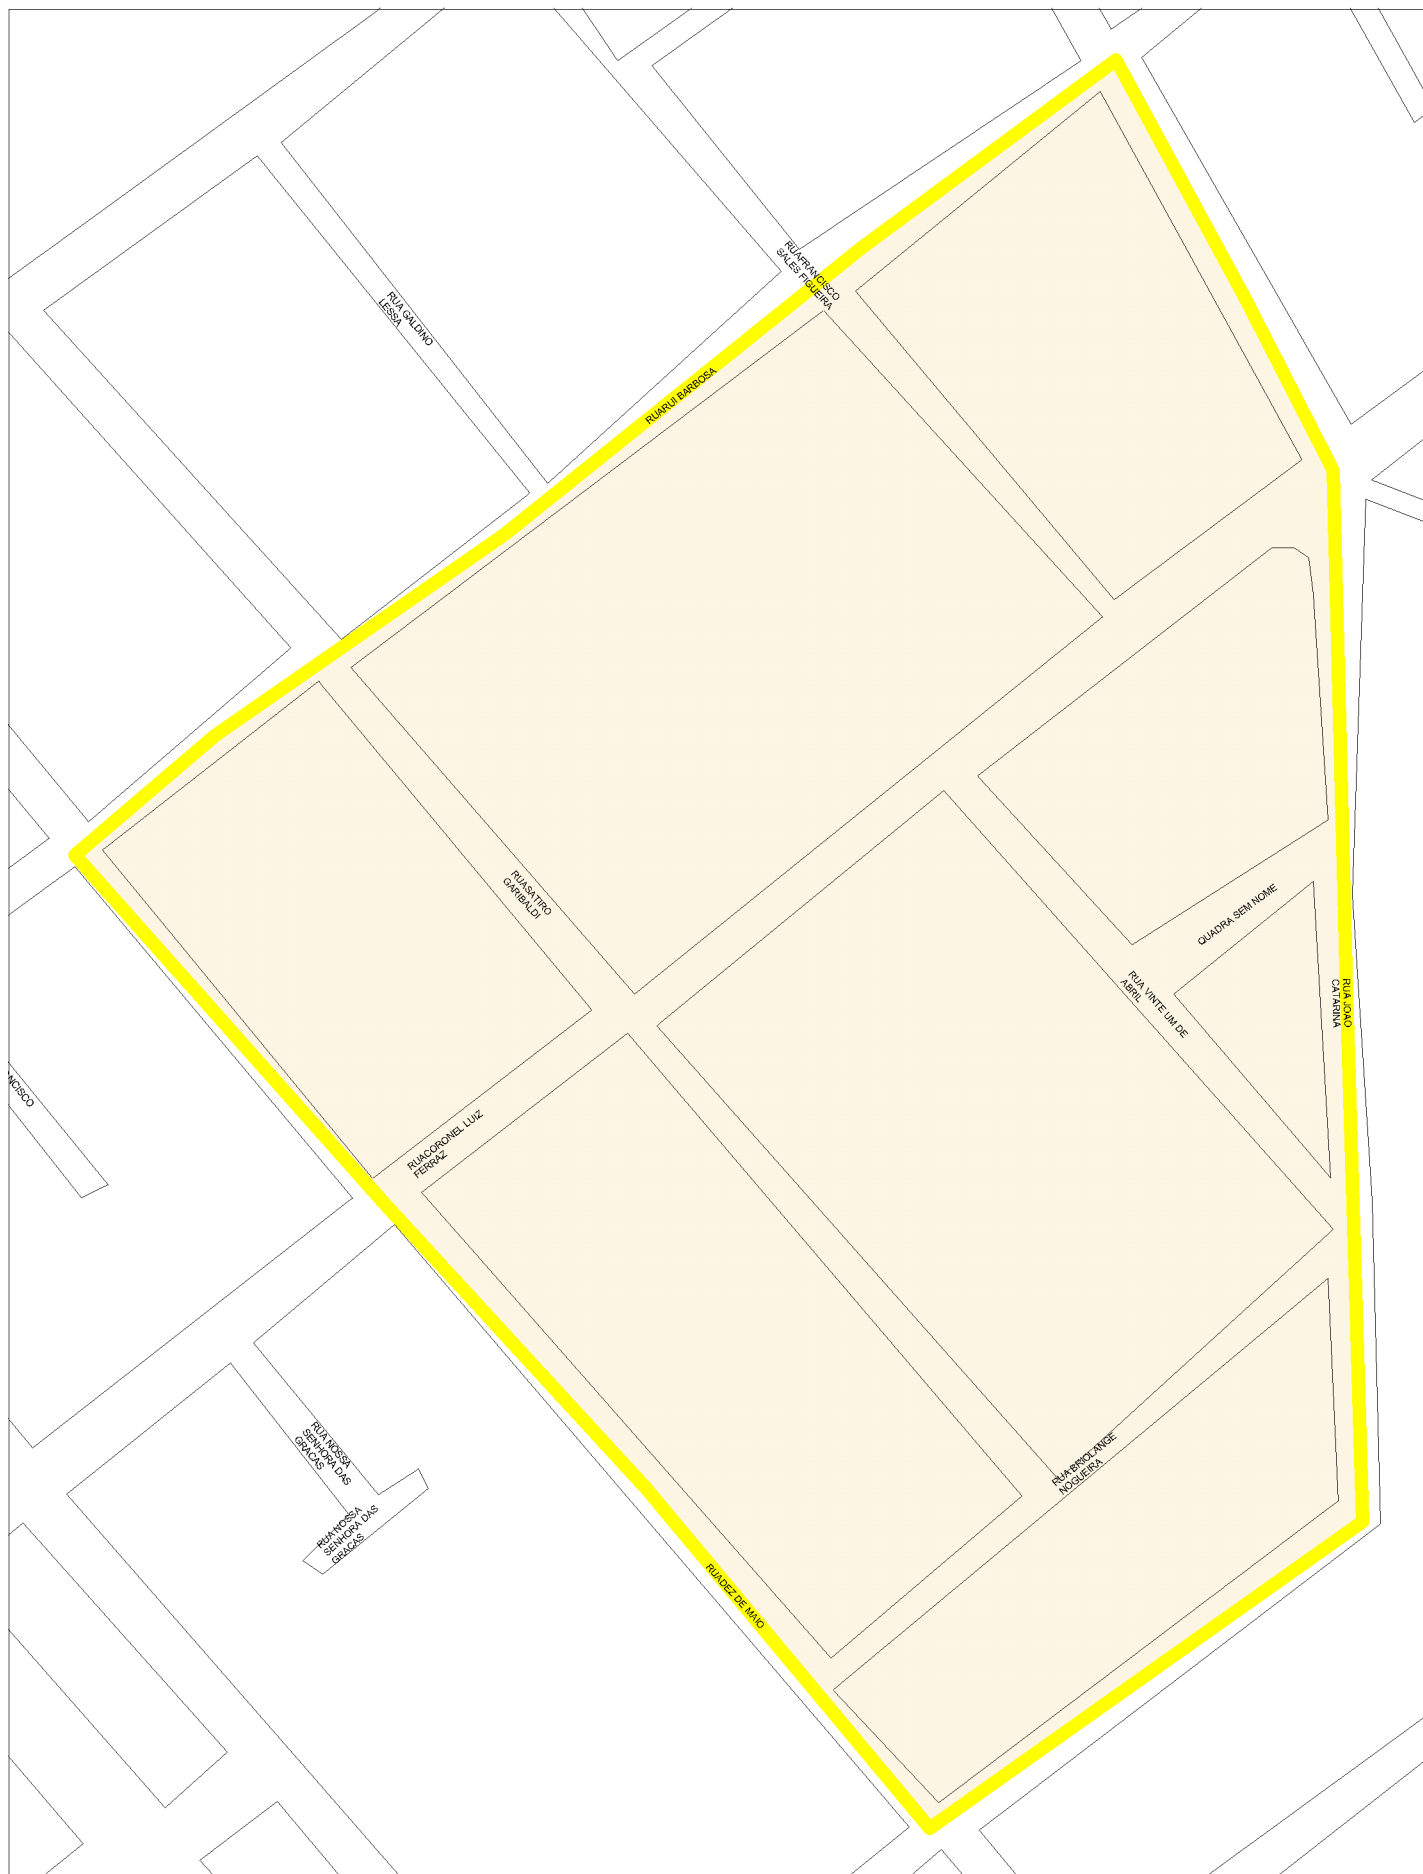 RUAFRANCISCO
SALES FIGUEIRA
RUA GALDINO
LESSA
RUARUI BARBOSA
RUASATIRO
GARIBALDI
QUADRA SEM NOME
RUA VINTE UM DE
ABRIL
RUA JOAO
CATARINA
NCISCO
RUACORONEL LUIZ
FERRAZ
RUA NOSSA
SENHORA DAS
GRACAS
RUA NOSSA
SENHORA DAS
GRACAS
RUA BRIOLANGE
NOGUEIRA
RUADEZ DE MAIO